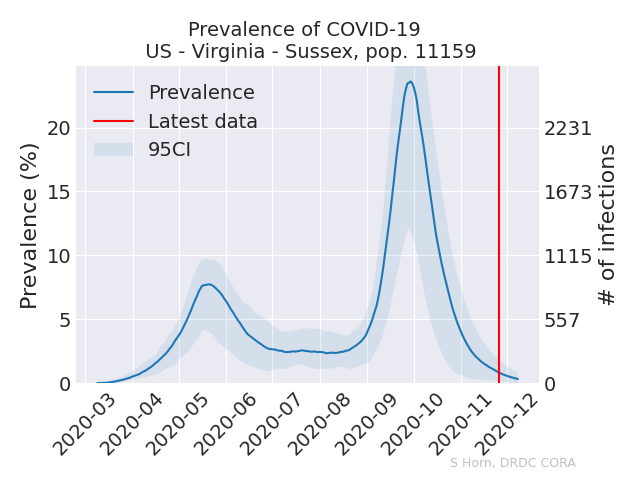 Prevalence of COVID-19
US - Virginia - Sussex, pop. 11159
Prevalence
Latest data
95CI
Prevalence (%)
20
15
10
5
0
2231
1673
1115
557
0
# of infections
2020-03
2020-04
2020-05
2020-06
2020-07
2020-08
2020-09
2020-10
2020-11
2020-12
S Horn, DRDC CORA